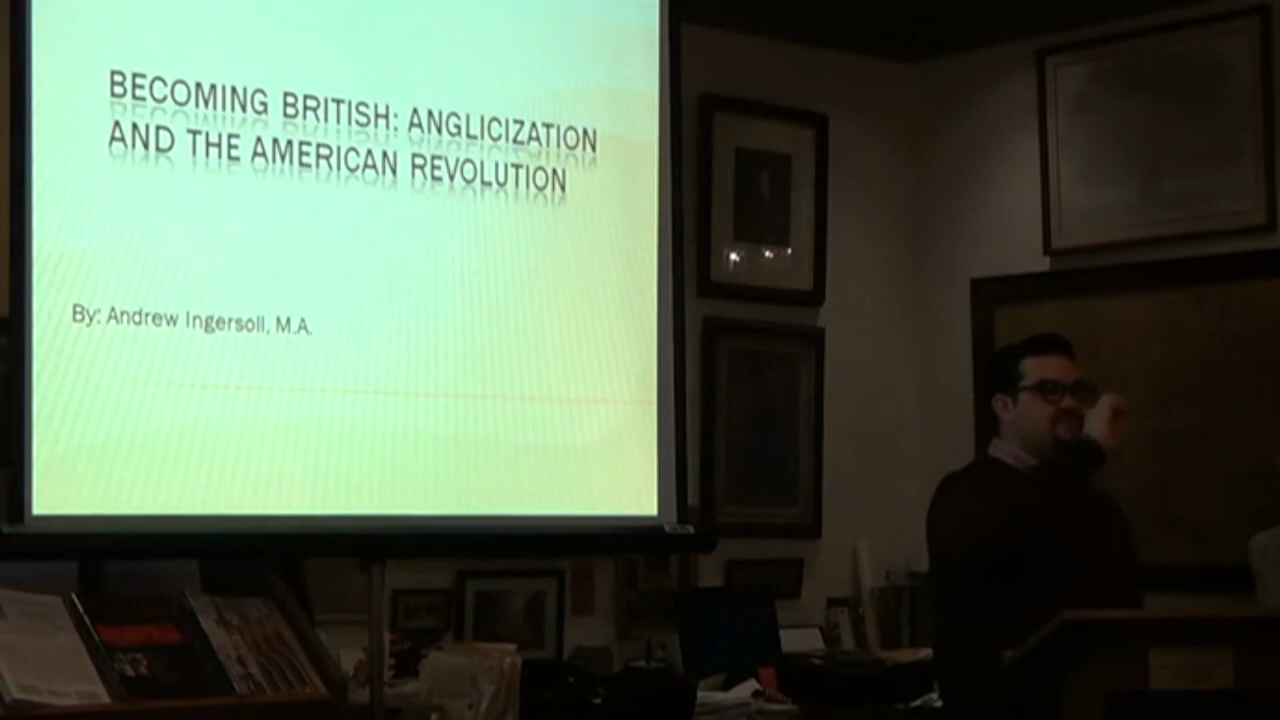 BECOMING BRITISH: ANGLICIZATION
AND THE AMERICAN REVOLUTION
By: Andrew Ingersoll, M.A.